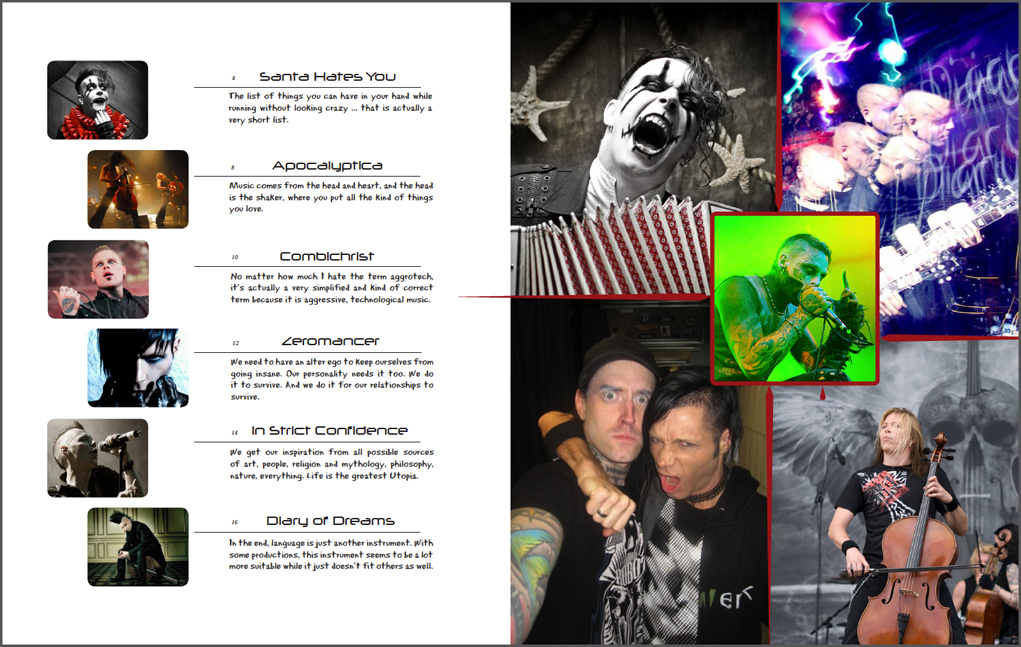 4 Santa Hates You
The list of things you can have in your hand while
running without looking crazy ... that is actually a
very short list.
8 Apocalyptica
Music comes from the head and heart, and the head
is the shaker, where you put all the kind of things
you love.
10 Combichrist
No matter how much I hate the term aggrotech,
it's actually a very simplified and kind of correct
term because it is aggressive, technological music.
12 Zeromancer
We need to have an alter ego to keep ourselves from
going insane. Our personality needs it too. We do
it to survive. And we do it for our relationships to
survive.
14 In Strict Confidence
We get our inspiration from all possible sources
of art, people, religion and mythology, philosophy,
nature, everything. Life is the greatest Utopia.
16 Diary of Dreams
In the end, language is just another instrument. With
some productions, this instrument seems to be a lot
more suitable while it just doesn't fit others as well.